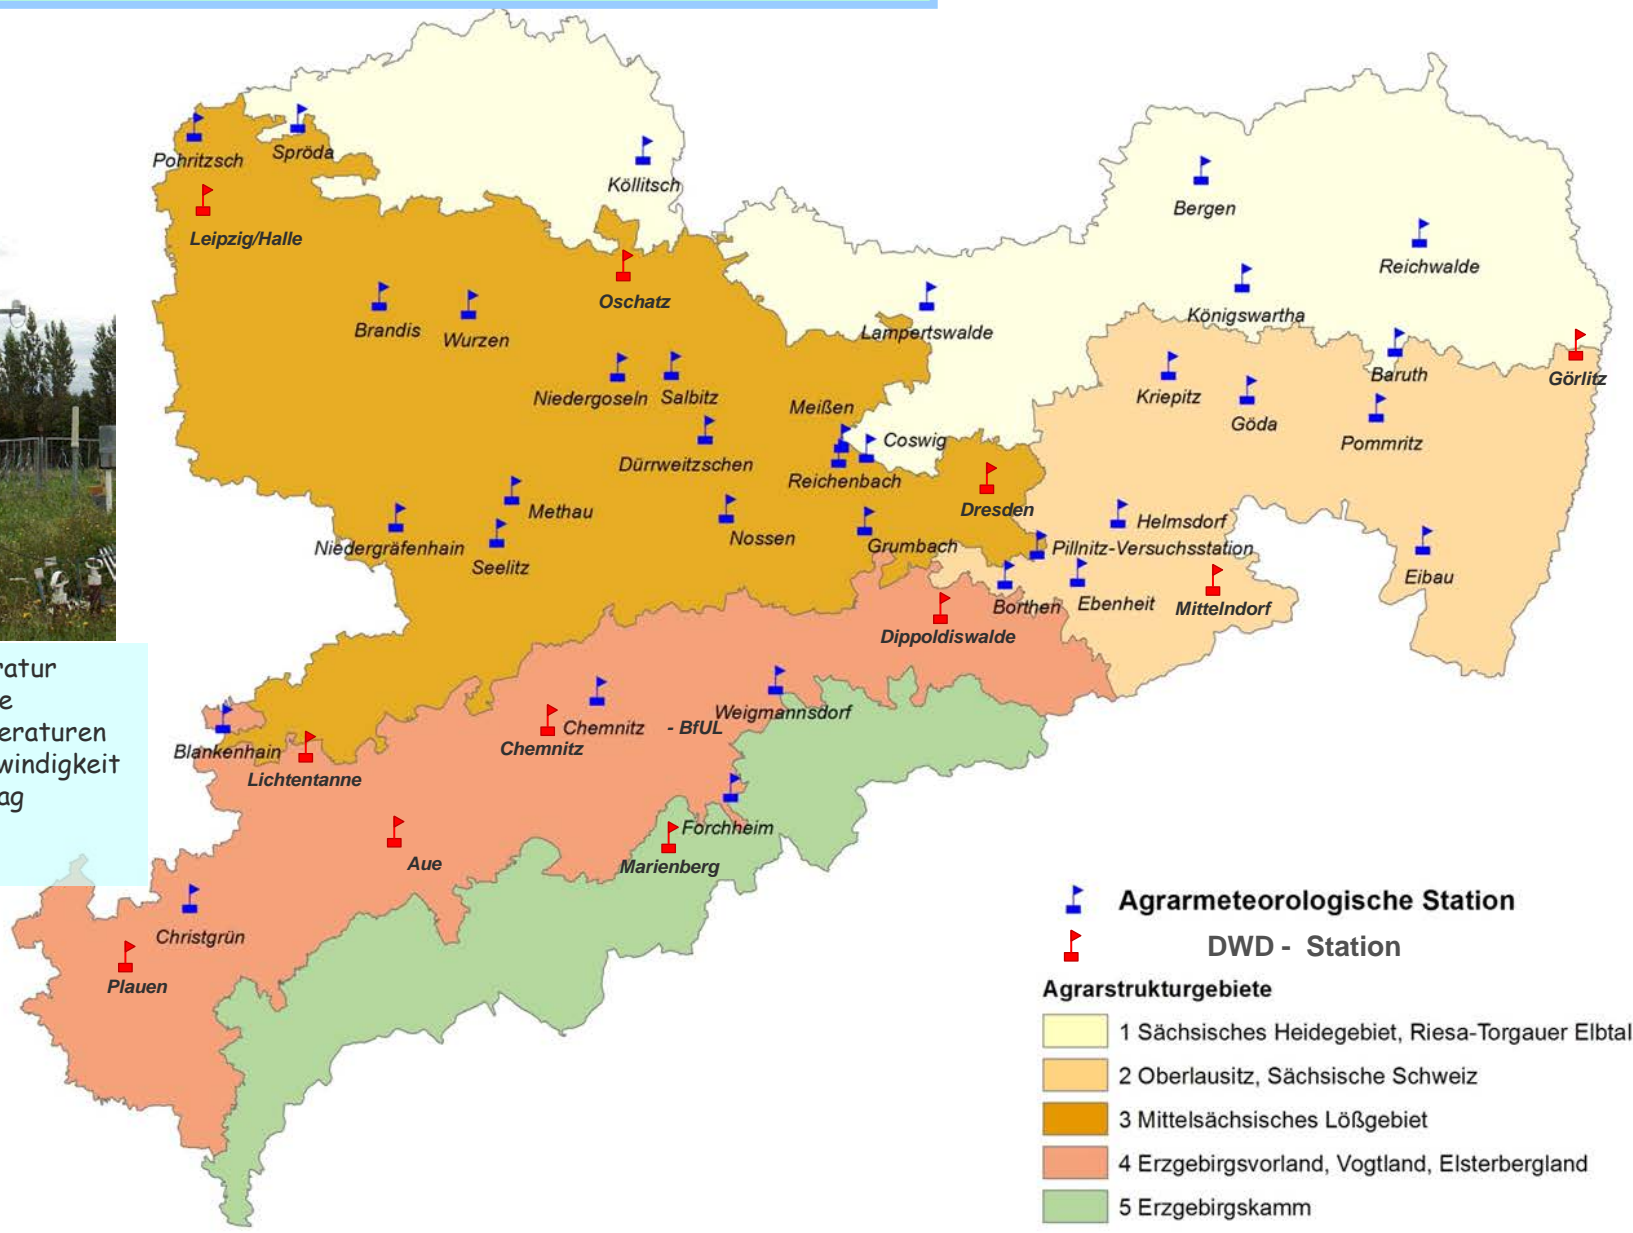 Pohritzsch
Spröda
Köllitsch
Bergen
Leipzig/Halle
Reichwalde
Oschatz
Königswartha
Brandis
Wurzen
Lampertswalde
Baruth
Görlitz
Niedergoseln
Salbitz
Meißen
Kriepitz
Göda
Coswig
Pommritz
Dürrweitzschen
Reichenbach
Methau
Dresden
Helmsdorf
Nossen
Niedergräfenhain
Grumbach
Pillnitz-Versuchsstation
Seelitz
Eibau
Borthen
Ebenheit
Mittelndorf
Dippoldiswalde
ratur
e
eraturen
windigkeit
ag
Weigmannsdorf
Chemnitz - BfUL
Chemnitz
Blankenhain
Lichtentanne
Forchheim
Aue
Marienberg
Christgrün
Plauen
Agrarmeteorologische Station
DWD - Station
Agrarstrukturgebiete
1 Sächsisches Heidegebiet, Riesa-Torgauer Elbtal
2 Oberlausitz, Sächsische Schweiz
3 Mittelsächsisches Lößgebiet
4 Erzgebirgsvorland, Vogtland, Elsterbergland
5 Erzgebirgskamm